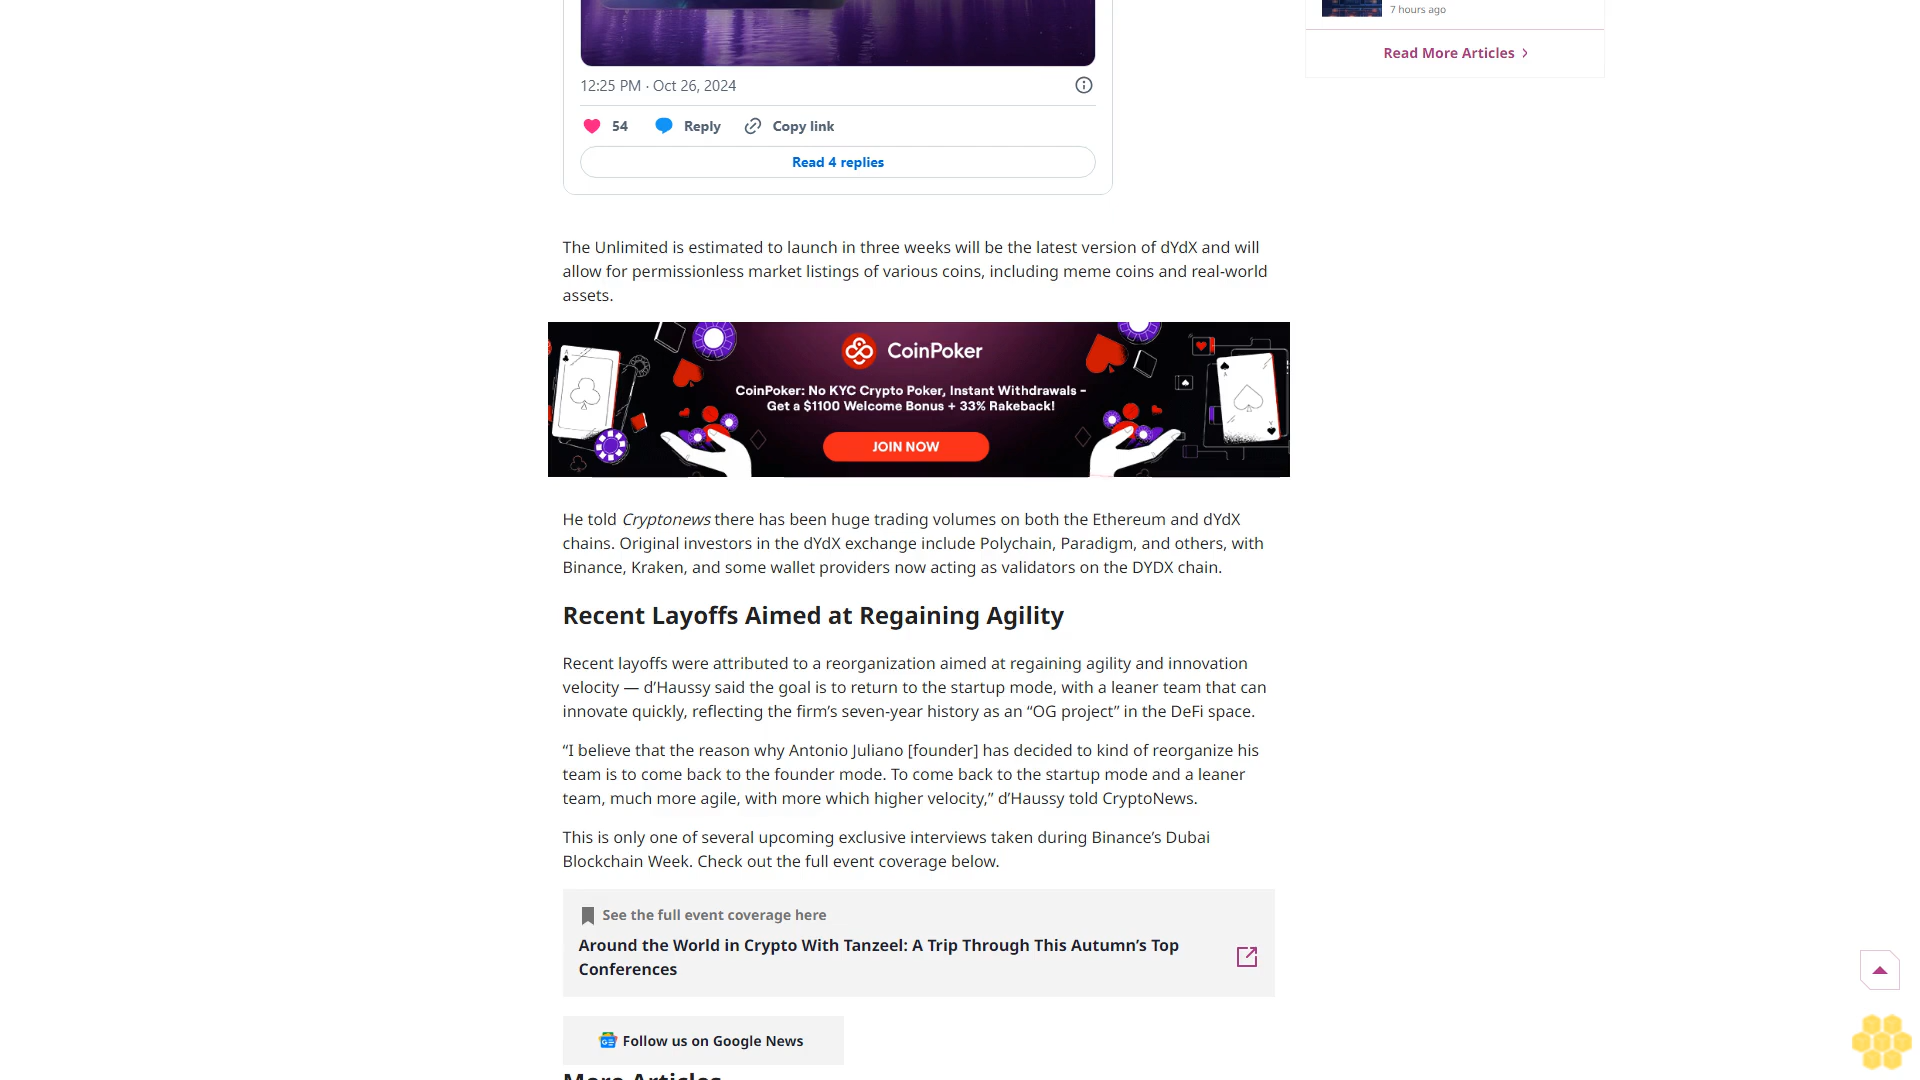 7 hours ago
Read More Articles
12:25 PM · Oct 26, 2024
54 Reply Copy link
Read 4 replies
The Unlimited is estimated to launch in three weeks will be the latest version of dYdX and will
allow for permissionless market listings of various coins, including meme coins and real-world
assets.
CoinPoker
CoinPoker: No KYC Crypto Poker, Instant Withdrawals –
Get a $1100 Welcome Bonus + 33% Rakeback!
JOIN NOW
He told Cryptonews there has been huge trading volumes on both the Ethereum and dYdX
chains. Original investors in the dYdX exchange include Polychain, Paradigm, and others, with
Binance, Kraken, and some wallet providers now acting as validators on the DYDX chain.
Recent Layoffs Aimed at Regaining Agility
Recent layoffs were attributed to a reorganization aimed at regaining agility and innovation
velocity — d’Haussy said the goal is to return to the startup mode, with a leaner team that can
innovate quickly, reflecting the firm’s seven-year history as an “OG project” in the DeFi space.
“I believe that the reason why Antonio Juliano [founder] has decided to kind of reorganize his
team is to come back to the founder mode. To come back to the startup mode and a leaner
team, much more agile, with more which higher velocity,” d’Haussy told CryptoNews.
This is only one of several upcoming exclusive interviews taken during Binance’s Dubai
Blockchain Week. Check out the full event coverage below.
See the full event coverage here
Around the World in Crypto With Tanzeel: A Trip Through This Autumn’s Top
Conferences
Follow us on Google News
More Articles